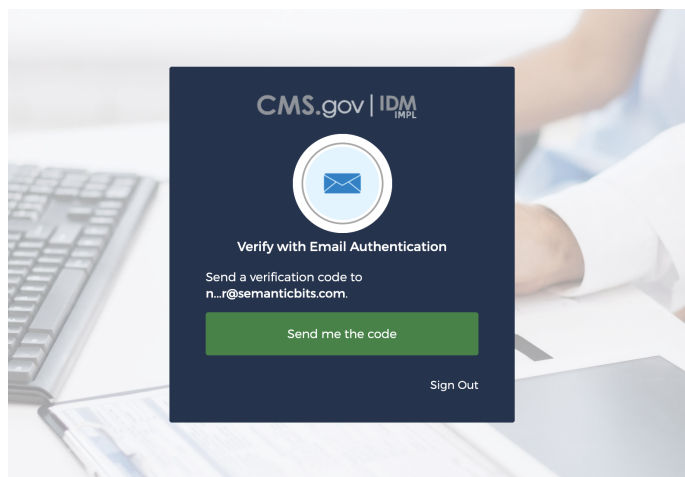 CMS.gov | IDM
IMPL
Verify with Email Authentication
Send a verification code to
n...r@semanticbits.com.
Send me the code
Sign Out